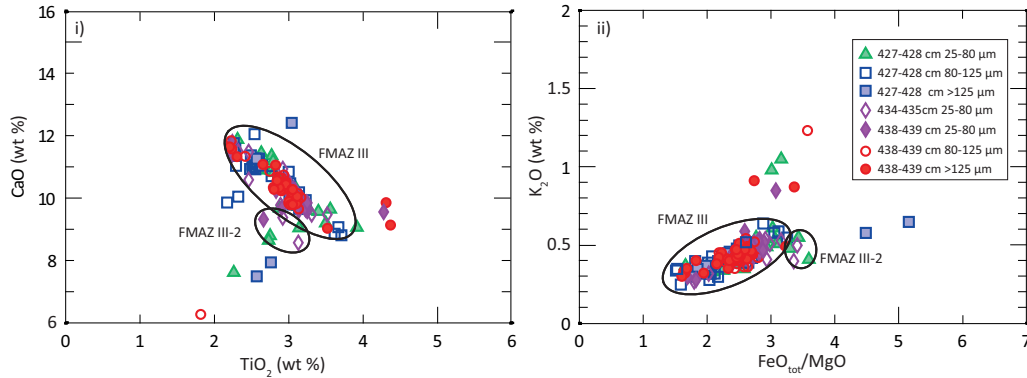 i)
16
14
12
10
8
6
CaO (wt %)
FMAZ III
FMAZ III-2
0 1 2 3 4 5 6
TiO2 (wt %)
ii)
2
1.5
1
0.5
0
K2O (wt %)
427-428 cm 25-80 µm
427-428 cm 80-125 µm
427-428 cm >125 µm
434-435cm 25-80 µm
438-439 cm 25-80 µm
438-439 cm 80-125 µm
438-439 cm >125 µm
FMAZ III
FMAZ III-2
0 1 2 3 4 5 6 7
FeOtot/MgO